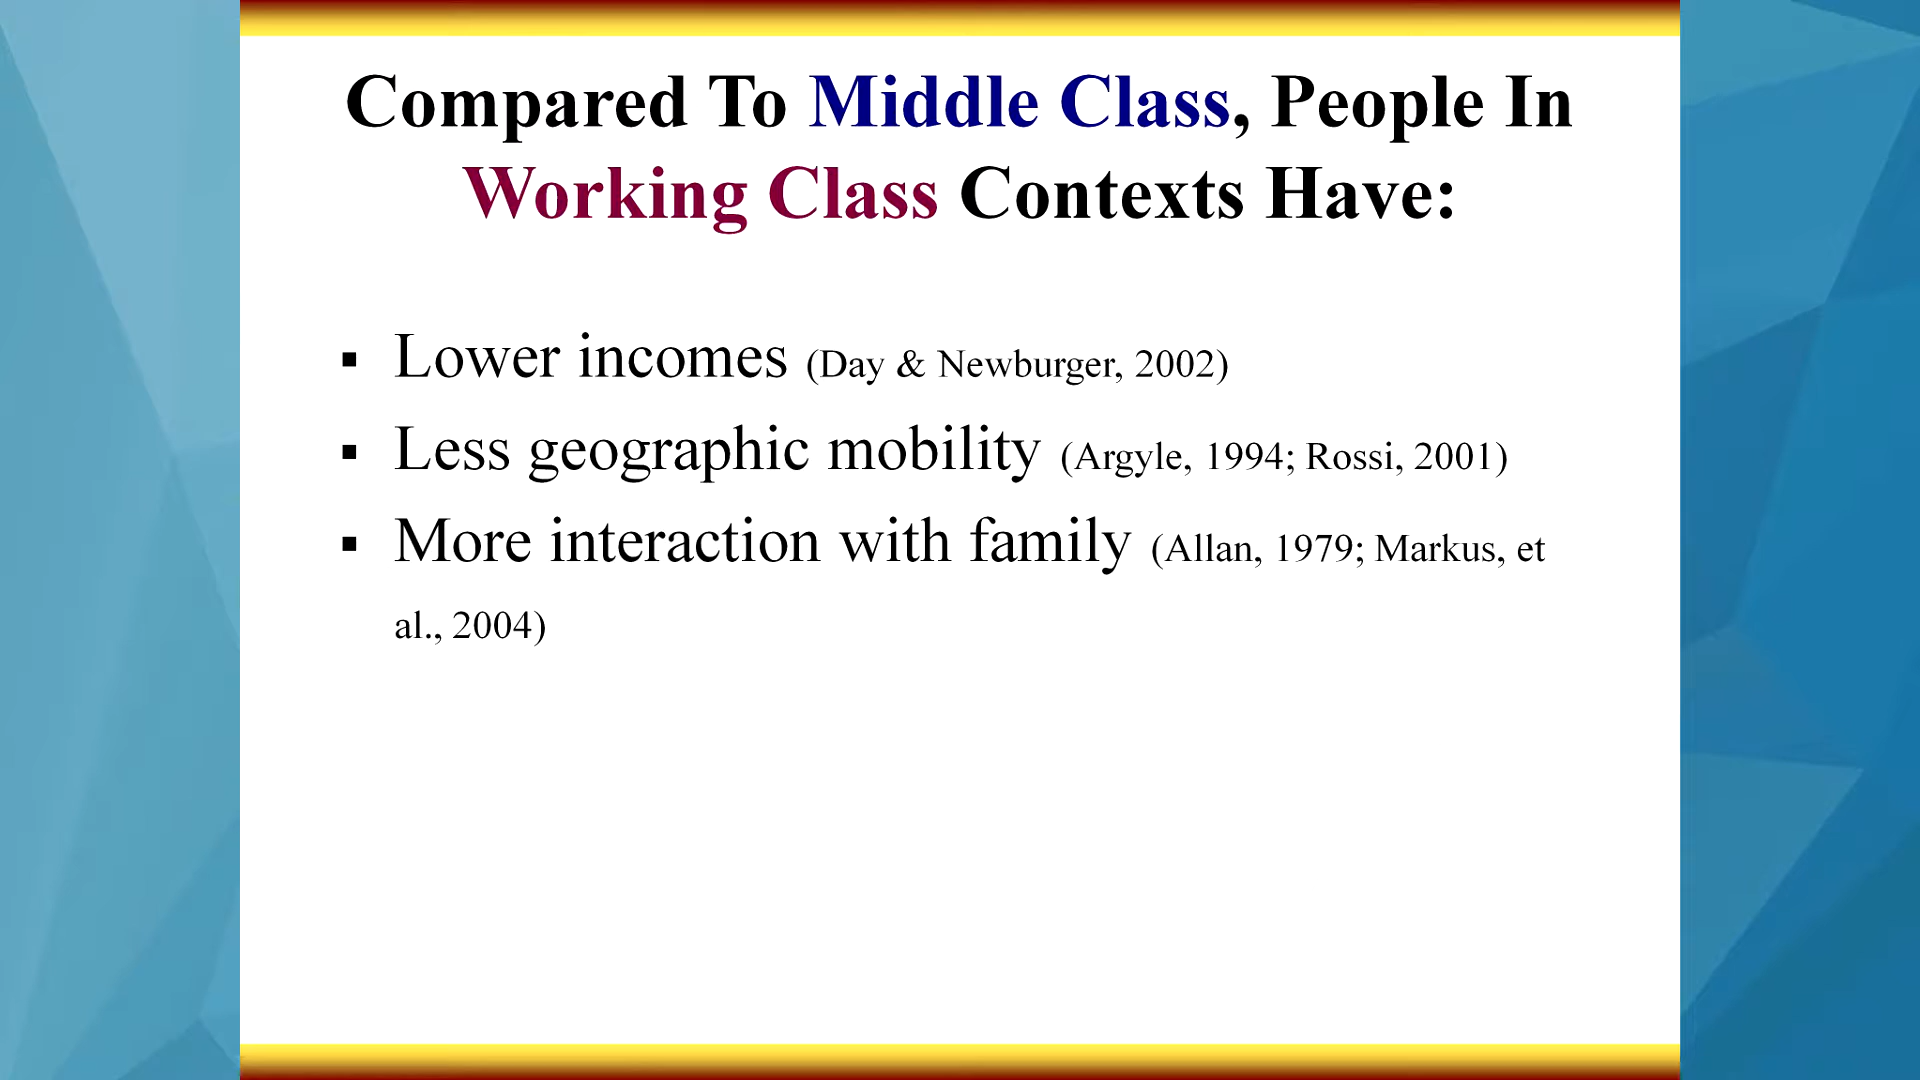 Compared To Middle Class, People In
Working Class Contexts Have:
▪ Lower incomes (Day & Newburger, 2002)
▪ Less geographic mobility (Argyle, 1994; Rossi, 2001)
▪ More interaction with family (Allan, 1979; Markus, et
al., 2004)